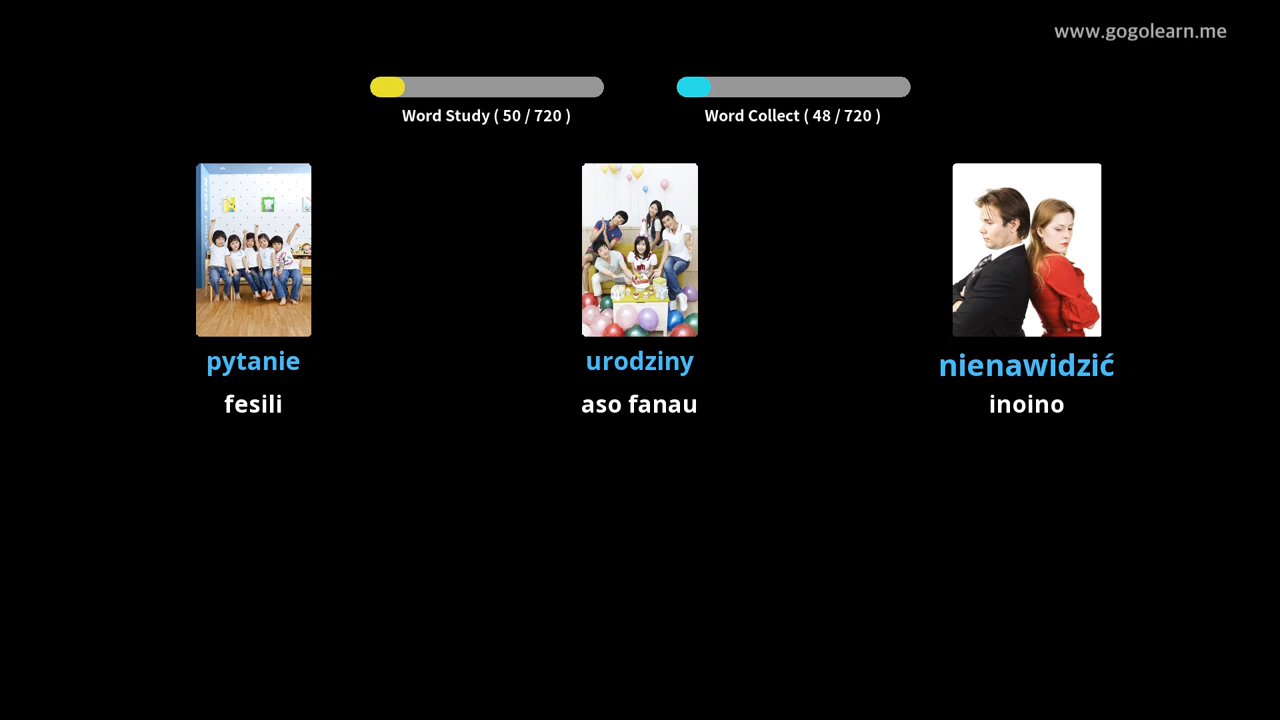 www.gogolearn.me
Word Study ( 50 / 720 )
Word Collect ( 48 / 720 )
pytanie
fesili
urodziny
aso fanau
nienawidzić
inoino